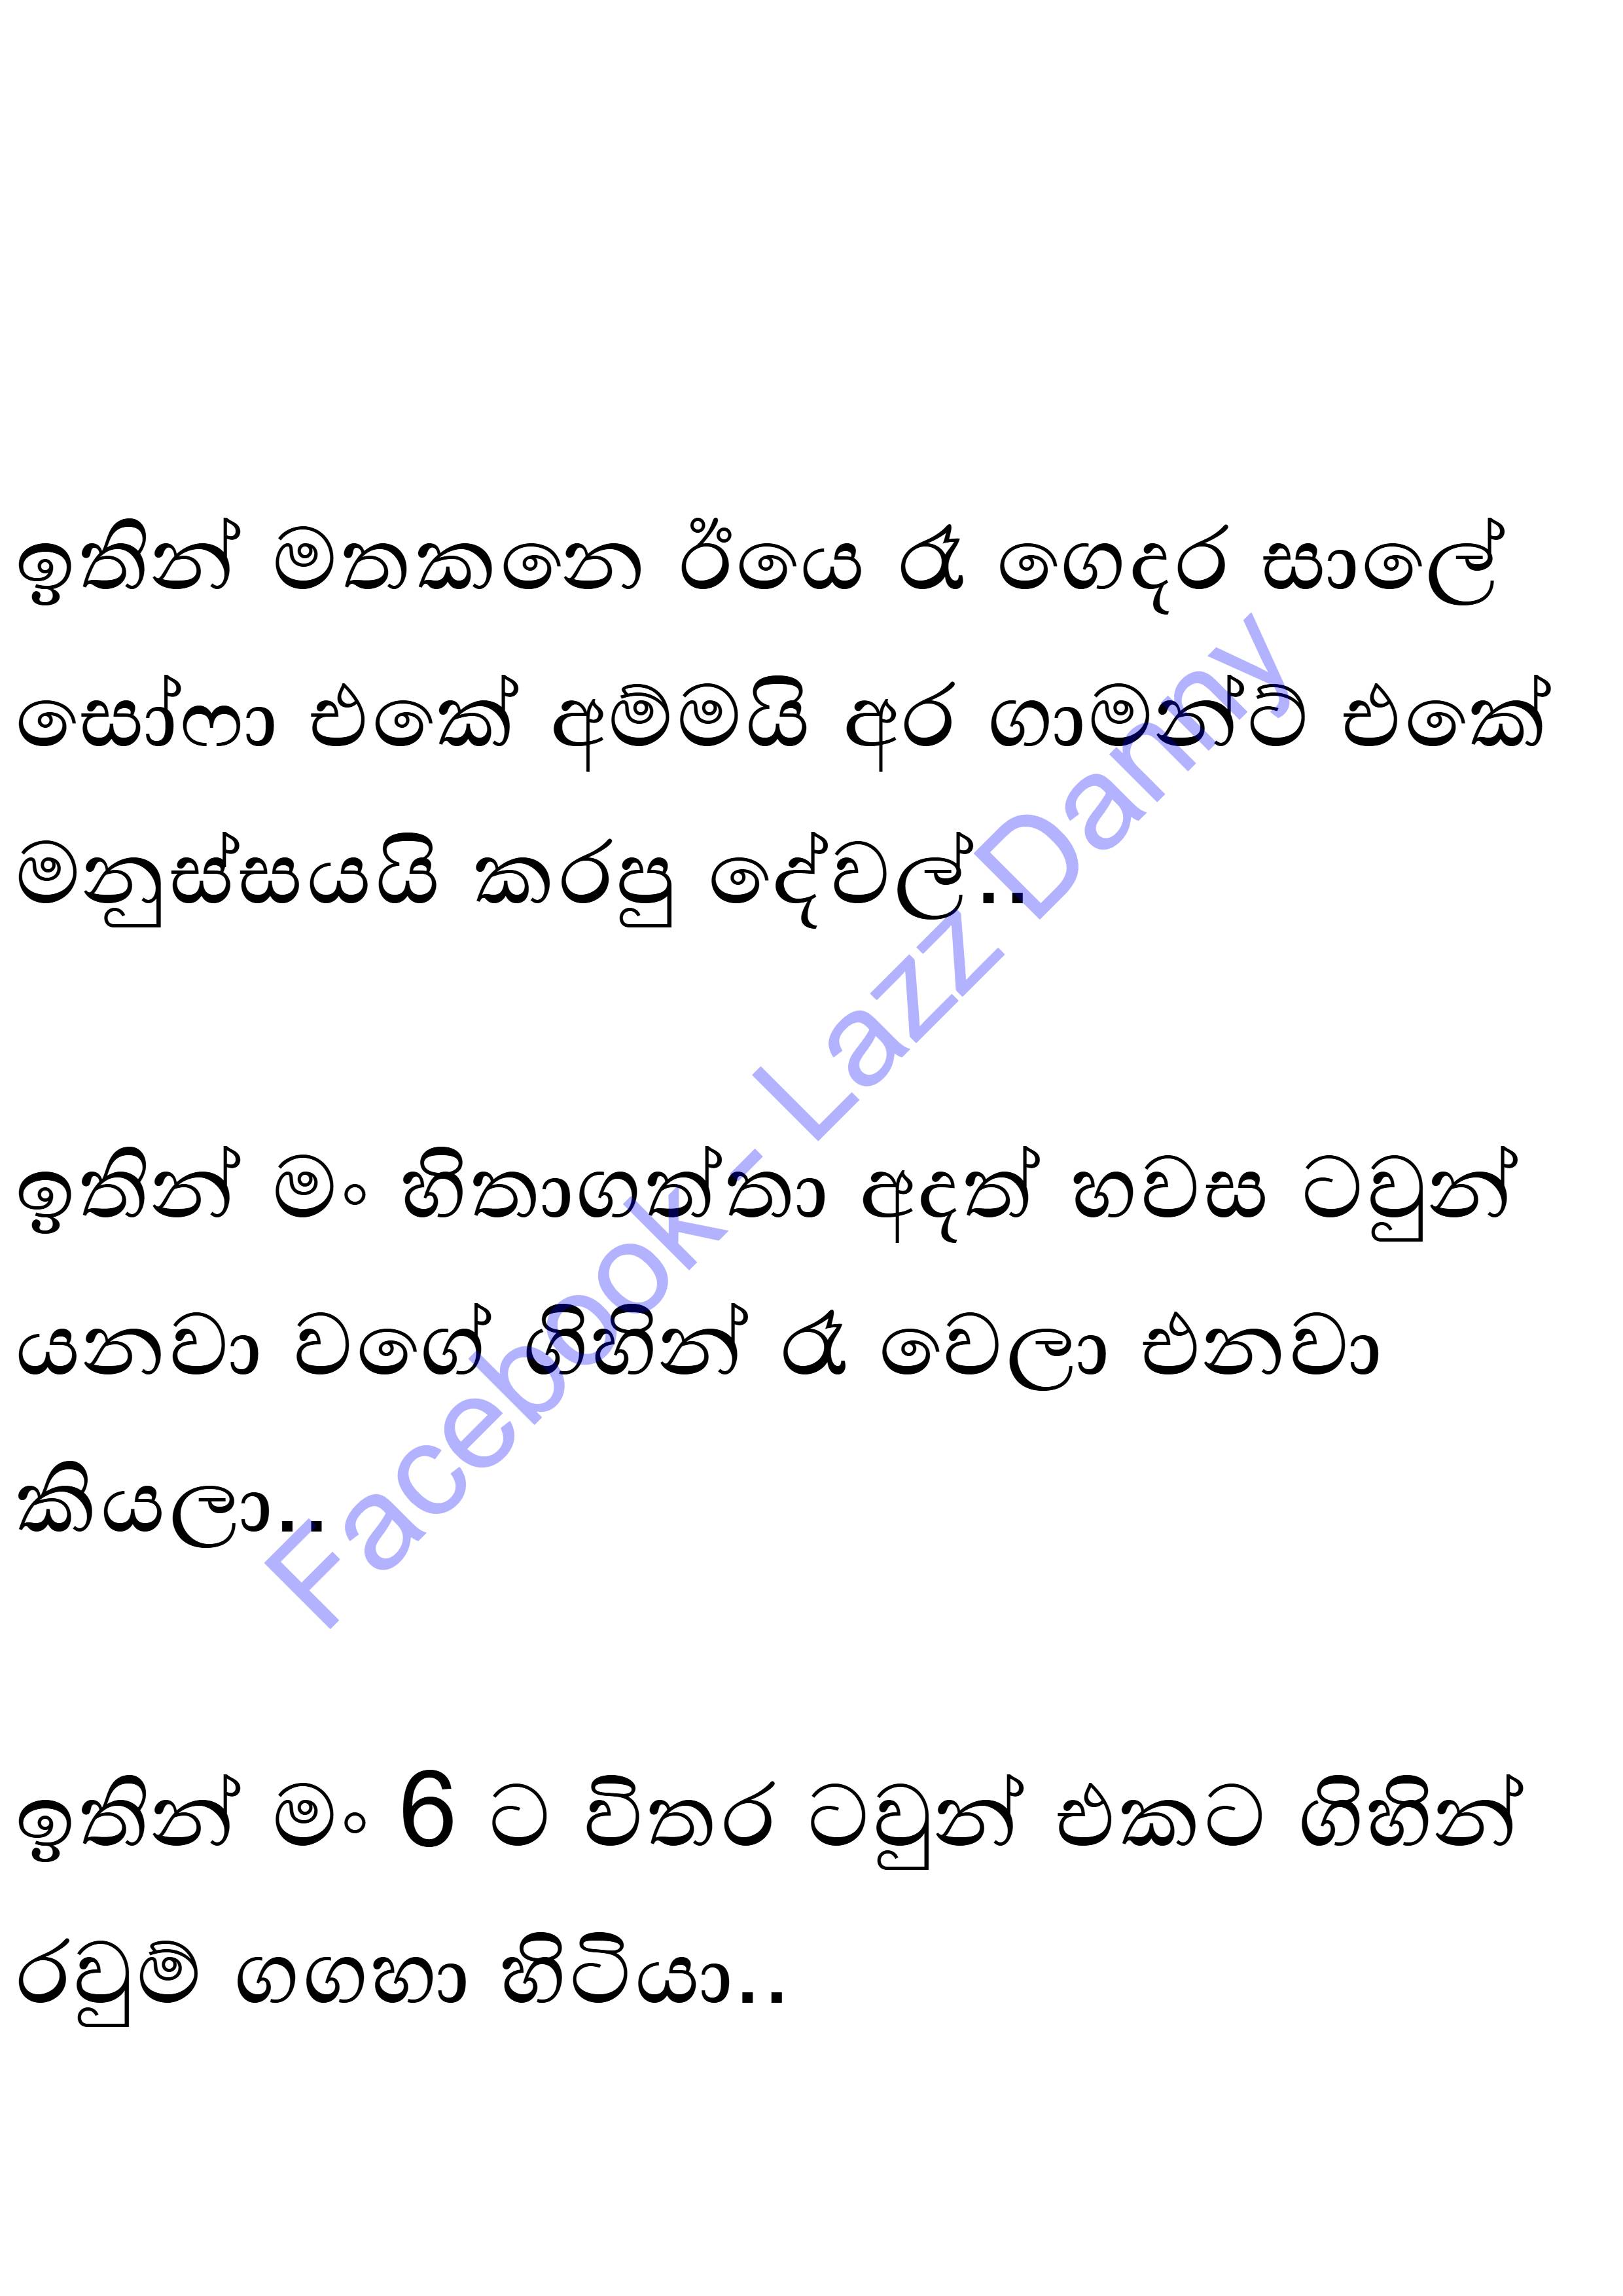 ඉතින් මතකනෙ ඊයෙ රෑ ගෙදර සාලේ
සෝෆා එකේ අම්මයි අර ගාමන්ට් එකේ
මනුස්සයයි කරපු දේවල්..
ඉතින් මං හිතාගත්තා අදත් හවස ටවුන්
යනවා වගේ ගිහින් රෑ වෙලා එනවා
කියලා..
ඉතින් මං 6 ට විතර ටවුන් එකට ගිහින්
රවුම් ගගහා හිටියා..
Facebook- Lazz Danny